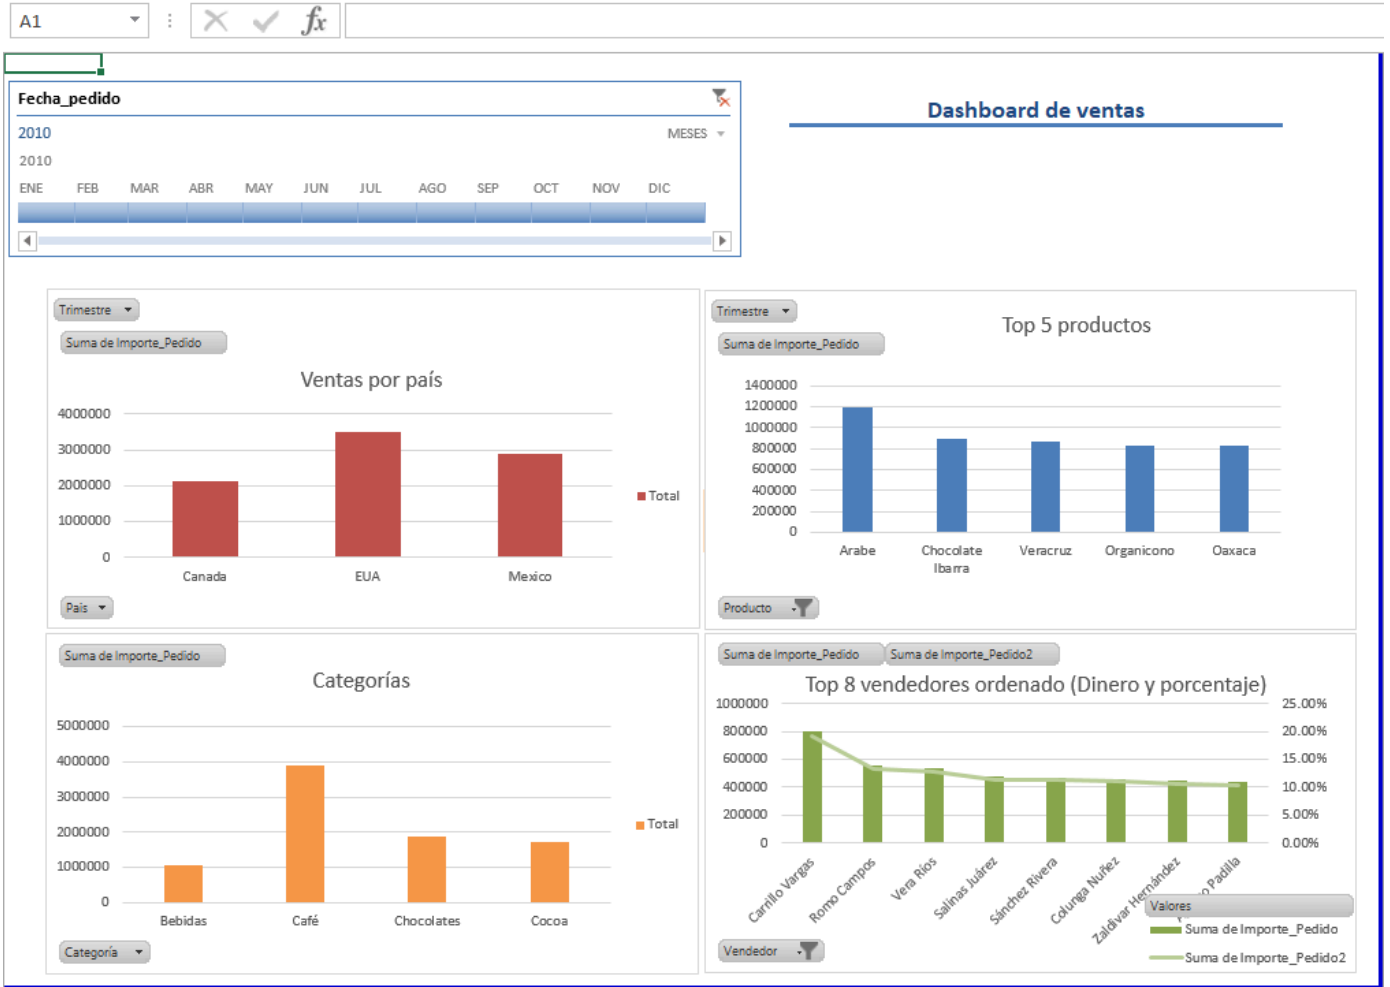 A1
fx
Fecha_pedido
Dashboard de ventas
2010
MESES
2010
ENE FEB MAR ABR MAY JUN JUL AGO SEP OCT NOV DIC
Trimestre
Suma de Importe_Pedido
Ventas por país
4000000
3000000
2000000
1000000
0
Canada EUA Mexico
Total
País
Trimestre
Suma de Importe_Pedido
Top 5 productos
1400000
1200000
1000000
800000
600000
400000
200000
0
Arabe Chocolate Ibarra Veracruz Organicono Oaxaca
Producto
Suma de Importe_Pedido
Categorías
5000000
4000000
3000000
2000000
1000000
0
Bebidas Café Chocolates Cocoa
Total
Categoría
Suma de Importe_Pedido Suma de Importe_Pedido2
Top 8 vendedores ordenado (Dinero y porcentaje)
1000000 25.00%
800000 20.00%
600000 15.00%
400000 10.00%
200000 5.00%
0 0.00%
Carrillo Vargas
Romo Campos
Vera Ríos
Salinas Juárez
Sánchez Rivera
Colunga Nuñez
Zaldivar Hernández
Padilla
Valores
Suma de Importe_Pedido
Suma de Importe_Pedido2
Vendedor